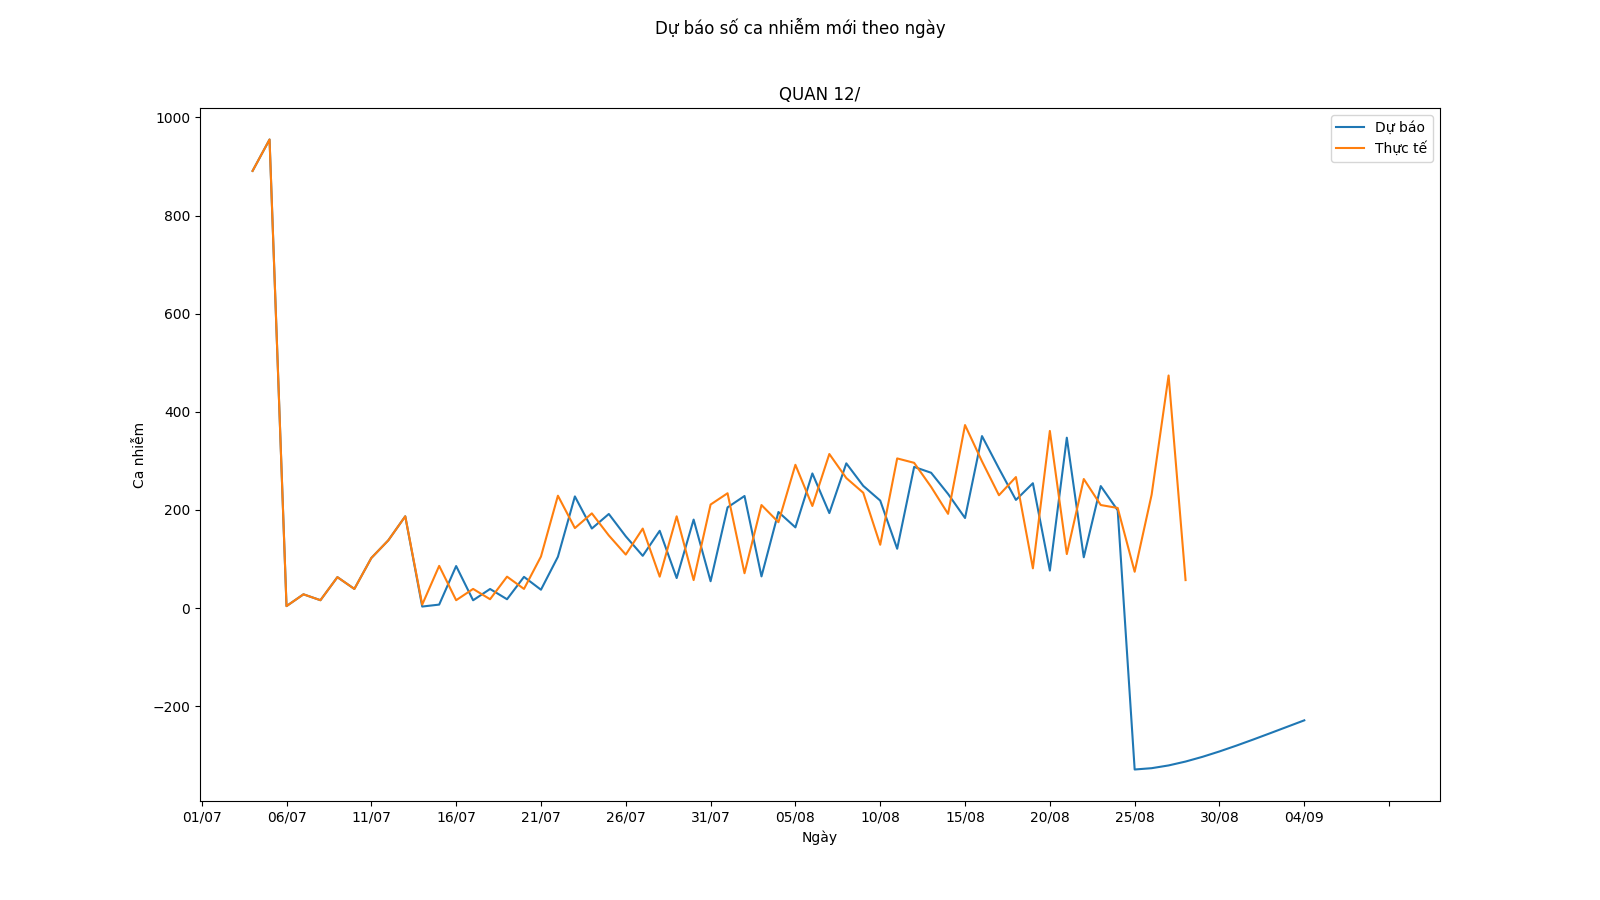 Dự báo số ca nhiễm mới theo ngày
QUAN 12/
Dự báo
Thực tế
1000
800
600
400
200
0
−200
Ca nhiễm
01/07 06/07 11/07 16/07 21/07 26/07 31/07 05/08 10/08 15/08 20/08 25/08 30/08 04/09
Ngày